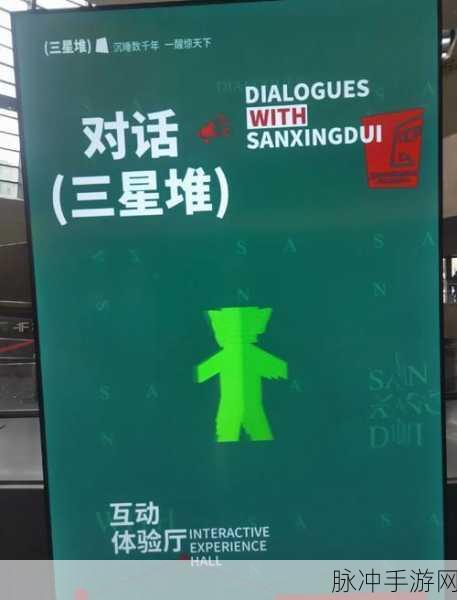 (三星堆) 沉睡数千年 一醒惊天下
对话
(三星堆)
DIALOGUES
WITH
SANXINGDUI
S A N
X
S A
N
S A N
SAN
XANG
DUI
互动
体验厅
INTERACTIVE
EXPERIENCE
HALL
脉冲手游网